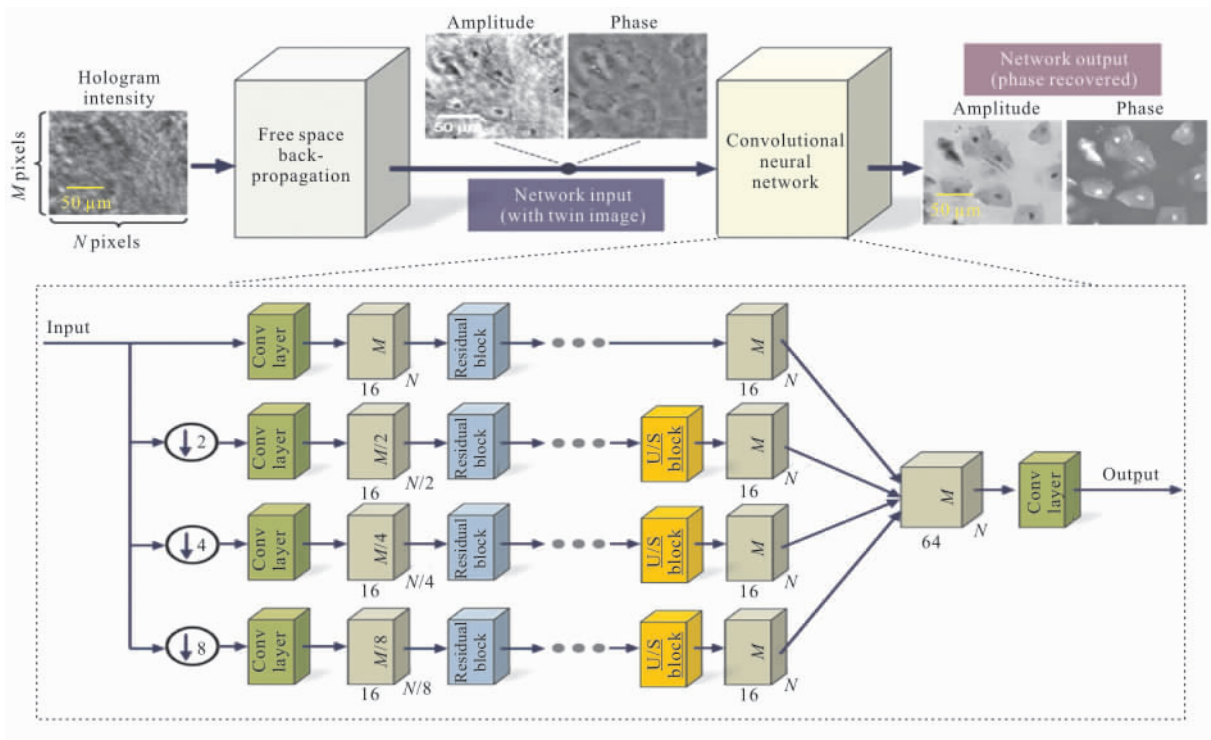 Hologram
intensity
M pixels
50 μm
N pixels
Free space
back-
propagation
Amplitude
Phase
50 μm
Network input
(with twin image)
Convolutional
neural
network
Network output
(phase recovered)
Amplitude
Phase
50 μm
Input
Conv
layer
M
16
N
Residual
block
M
16
N
2
Conv
layer
M/2
16
N/2
Residual
block
U/S
block
M
16
N
4
Conv
layer
M/4
16
N/4
Residual
block
U/S
block
M
16
N
8
Conv
layer
M/8
16
N/8
Residual
block
U/S
block
M
16
N
M
64
N
Conv
layer
Output